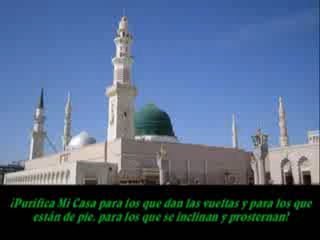 ¡Purifica Mi Casa para los que dan las vueltas y para los que
están de pie, para los que se inclinan y prosternan!